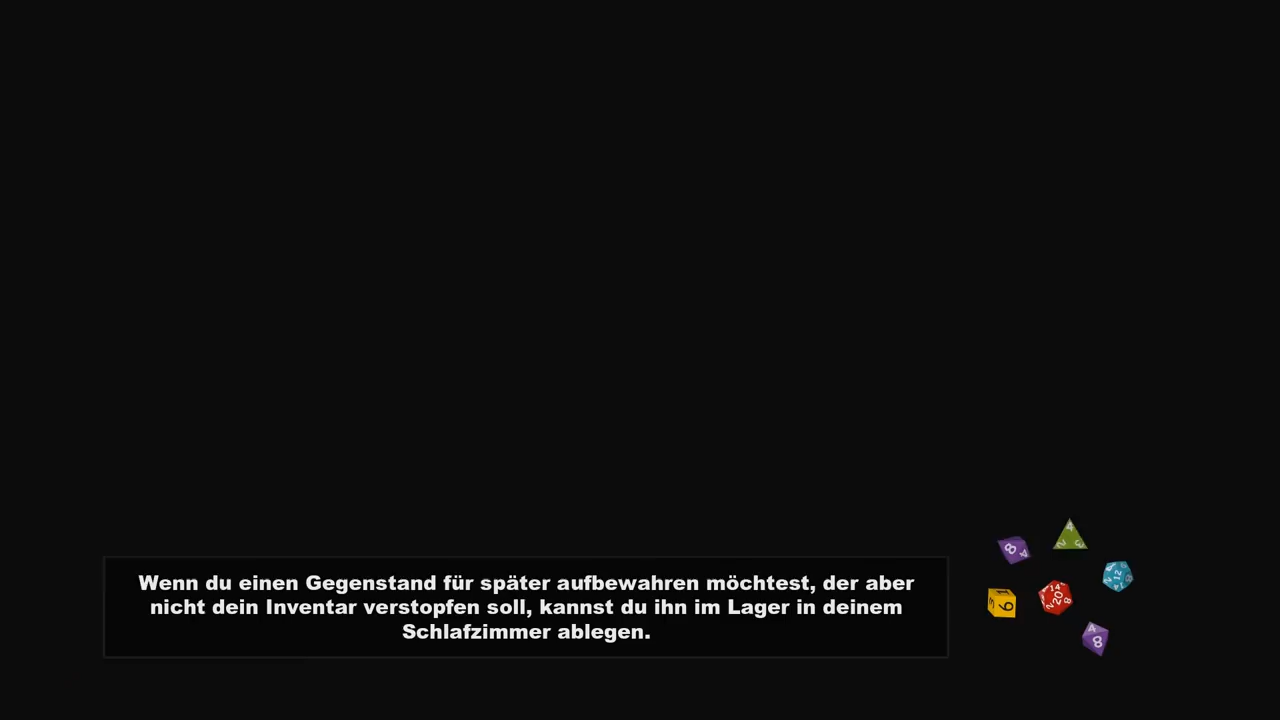 Wenn du einen Gegenstand für später aufbewahren möchtest, der aber
nicht dein Inventar verstopfen soll, kannst du ihn im Lager in deinem
Schlafzimmer ablegen.